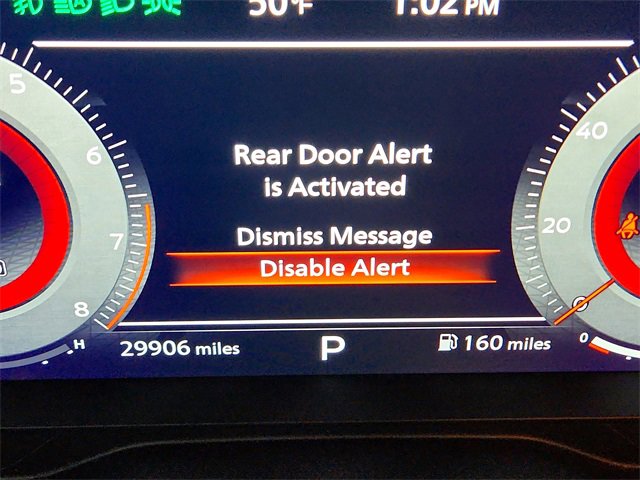 50°F
1:02 PM
5
6
7
8
40
20
0
Rear Door Alert
is Activated
Dismiss Message
Disable Alert
H
29906 miles
P
160 miles
0